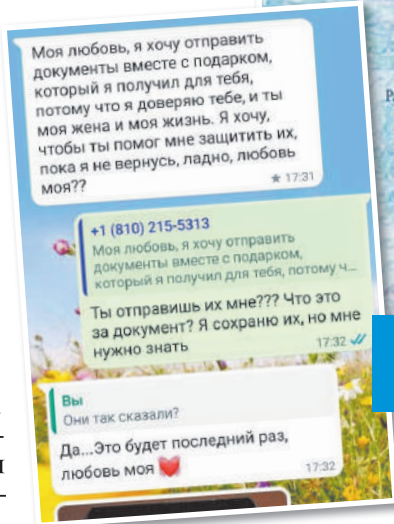 Моя любовь, я хочу отправить
документы вместе с подарком,
который я получил для тебя,
потому что я доверяю тебе, и ты
моя жена и моя жизнь. Я хочу,
чтобы ты помог мне защитить их,
пока я не вернусь, ладно, любовь
моя??
★ 17:31
+1 (810) 215-5313
Моя любовь, я хочу отправить
документы вместе с подарком,
который я получил для тебя, потому ч...
Ты отправишь их мне??? Что это
за документ? Я сохраню их, но мне
нужно знать
17:32
Вы
Они так сказали?
Да...Это будет последний раз,
любовь моя ❤️
17:32